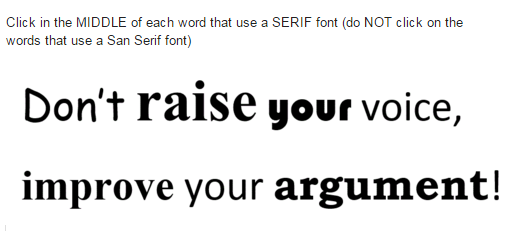 Click in the MIDDLE of each word that use a SERIF font (do NOT click on the
words that use a San Serif font)
Don't raise your voice,
improve your argument!